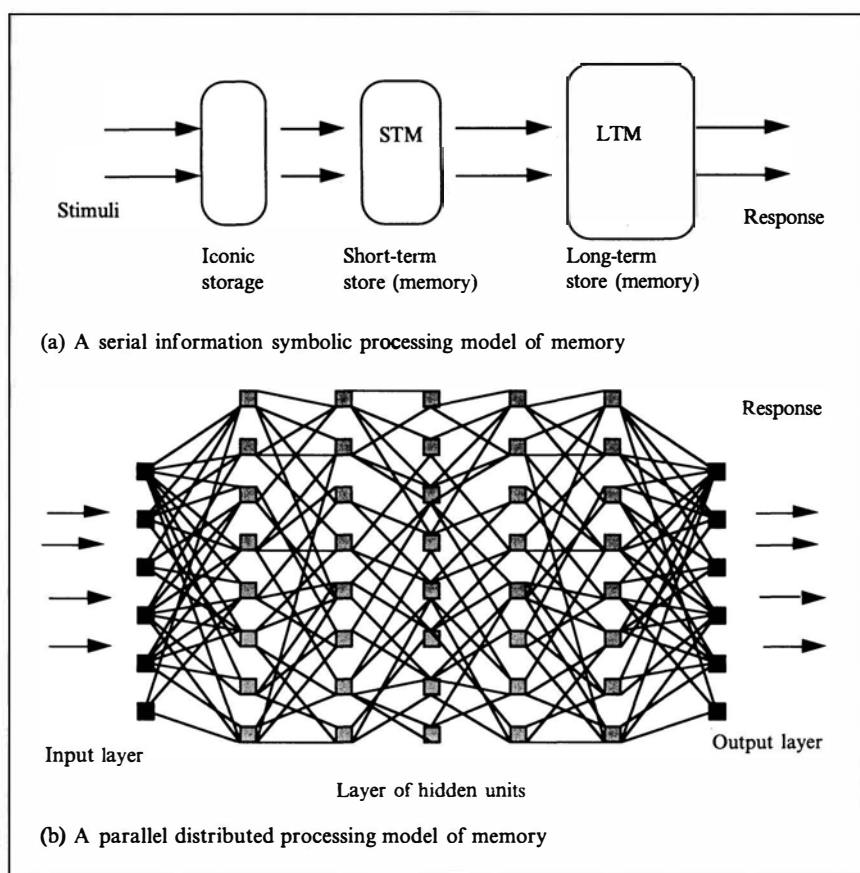 STM
LTM
Stimuli
Response
Iconic
storage
Short-term
store (memory)
Long-term
store (memory)
(a) A serial information symbolic processing model of memory
Response
Input layer
Output layer
Layer of hidden units
(b) A parallel distributed processing model of memory